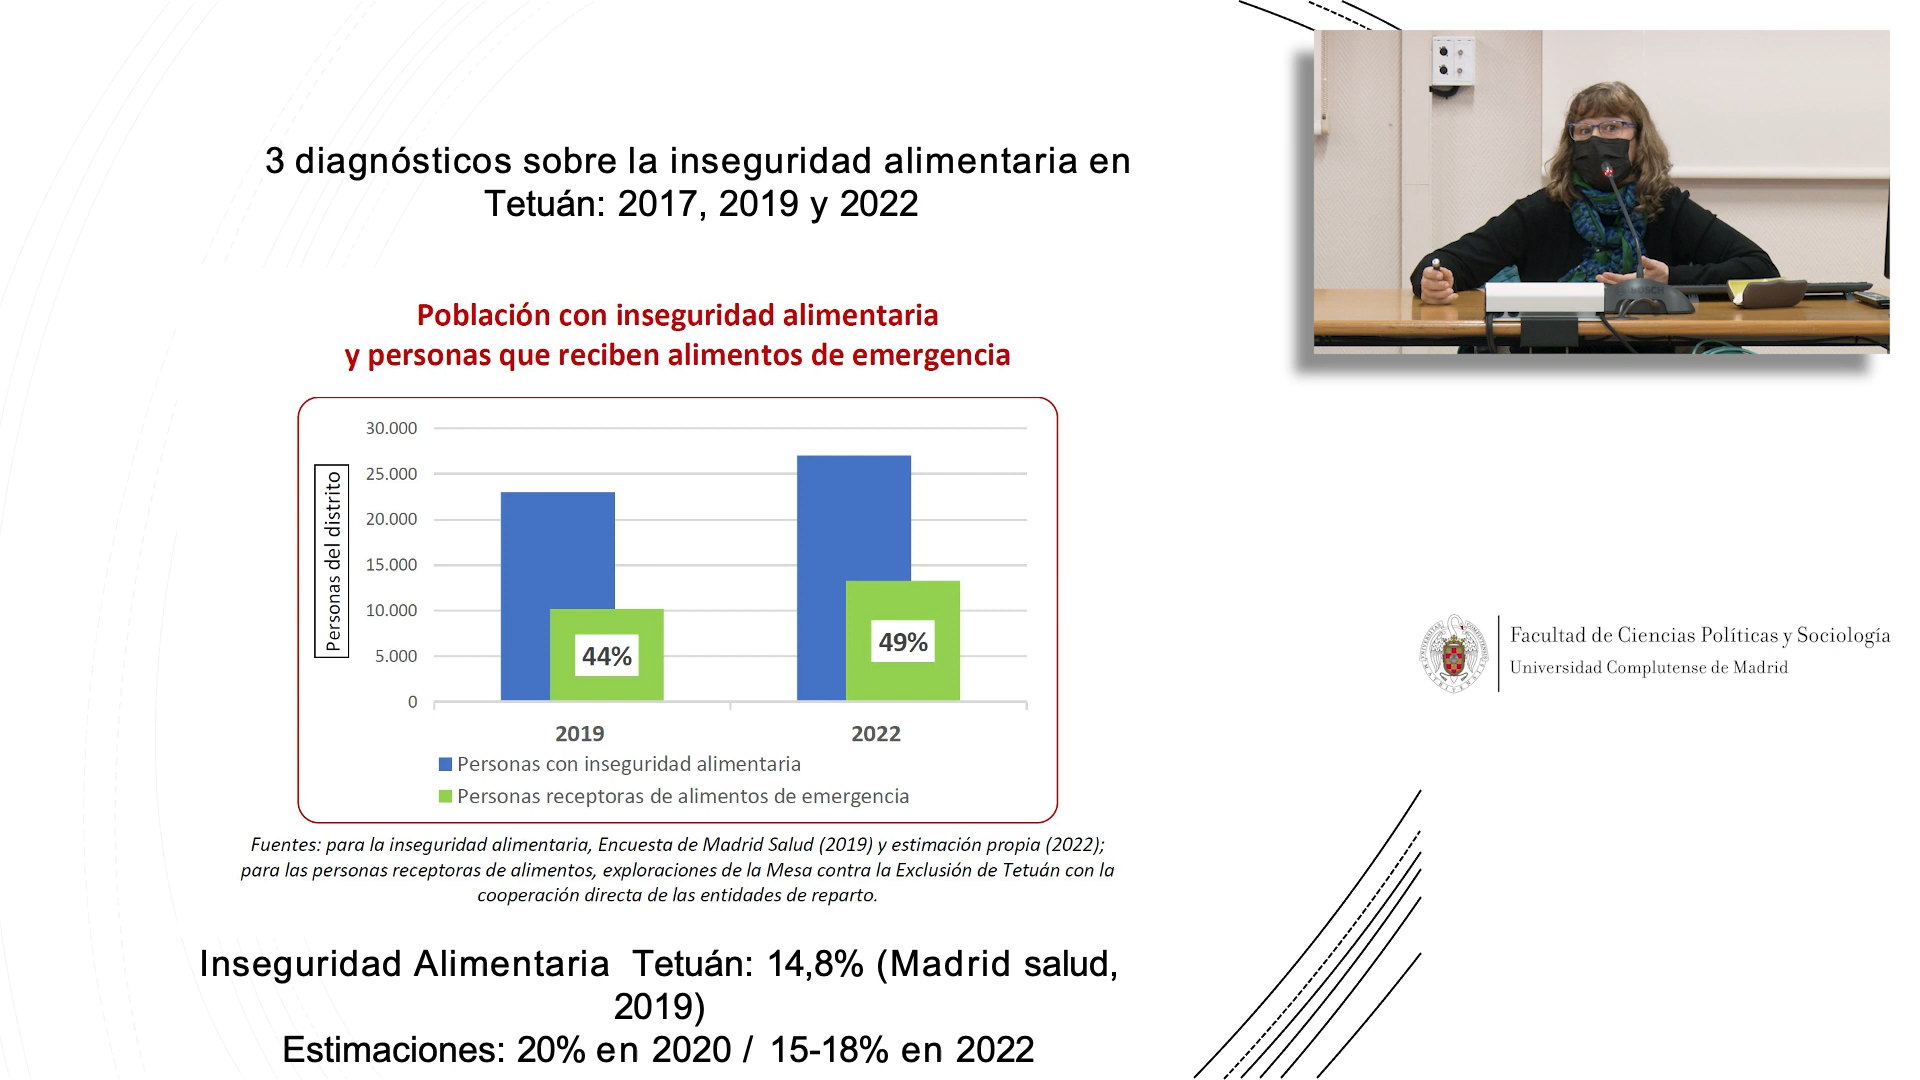 3 diagnósticos sobre la inseguridad alimentaria en
Tetuán: 2017, 2019 y 2022
Población con inseguridad alimentaria
y personas que reciben alimentos de emergencia
Personas del distrito
30.000
25.000
20.000
15.000
10.000
5.000
0
44%
49%
2019
2022
Personas con inseguridad alimentaria
Personas receptoras de alimentos de emergencia
Fuentes: para la inseguridad alimentaria, Encuesta de Madrid Salud (2019) y estimación propia (2022);
para las personas receptoras de alimentos, exploraciones de la Mesa contra la Exclusión de Tetuán con la
cooperación directa de las entidades de reparto.
Inseguridad Alimentaria Tetuán: 14,8% (Madrid salud,
2019)
Estimaciones: 20% en 2020 / 15-18% en 2022
BOSCH
Facultad de Ciencias Políticas y Sociología
Universidad Complutense de Madrid